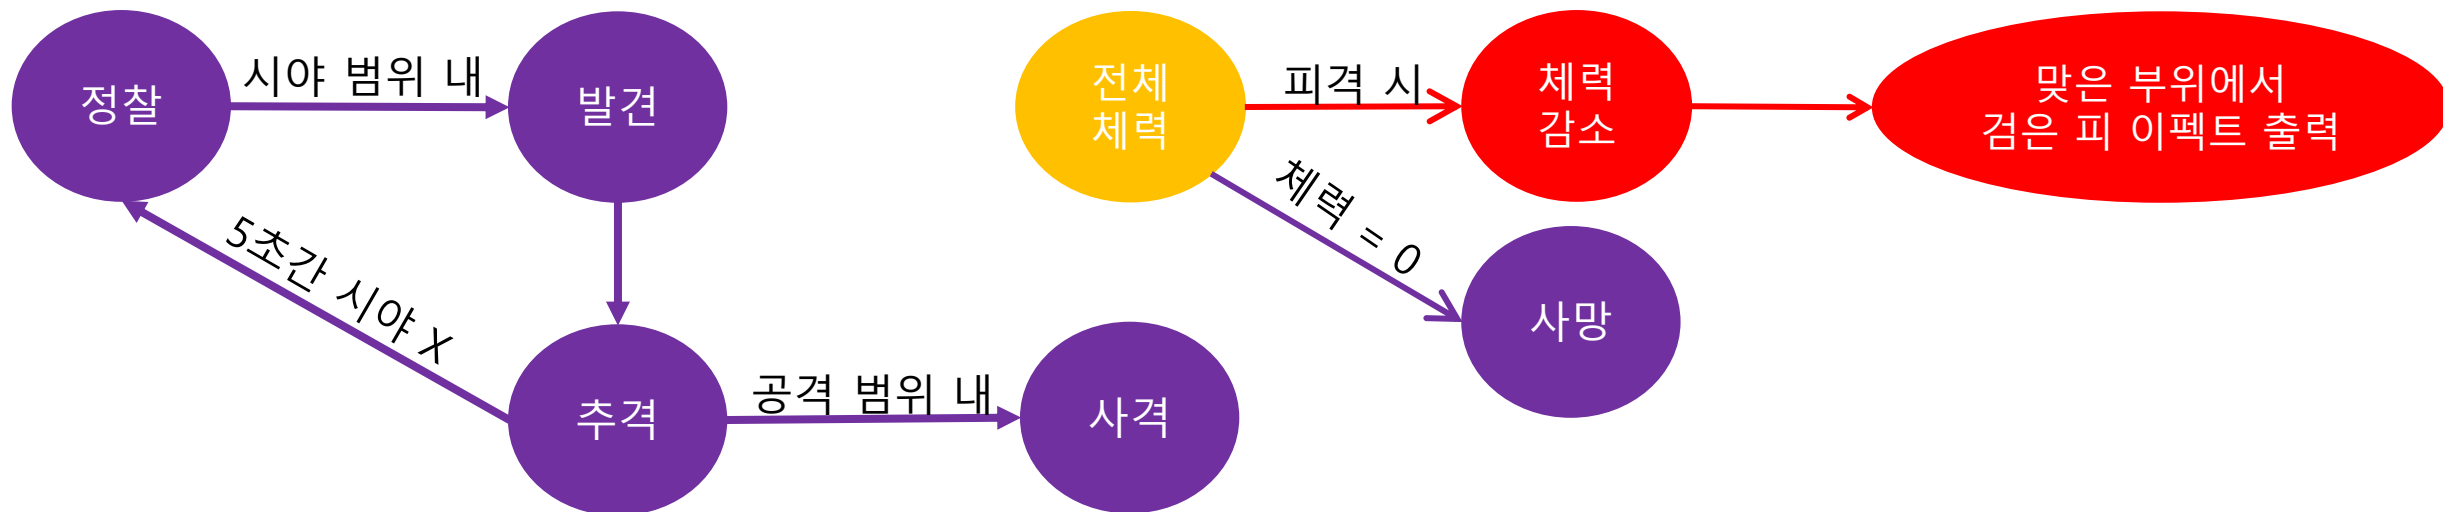 정찰
시야 범위 내
발견
5초간 시야 X
추격
공격 범위 내
사격
전체
체력
피격 시
체력
감소
맞은 부위에서
검은 피 이펙트 출력
체력 = 0
사망